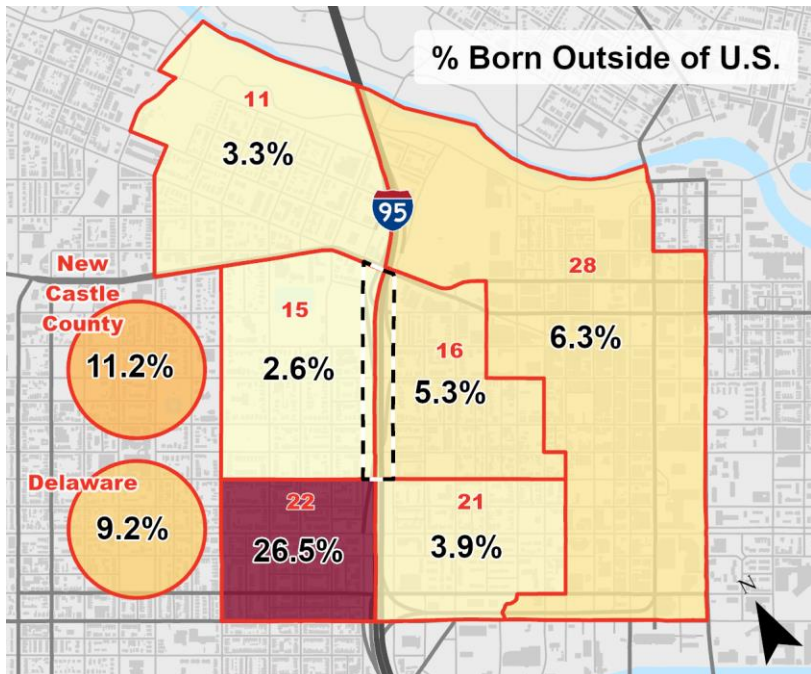 % Born Outside of U.S.
11
3.3%
95
28
6.3%
New
Castle
County
11.2%
15
2.6%
16
5.3%
Delaware
9.2%
22
26.5%
21
3.9%
N